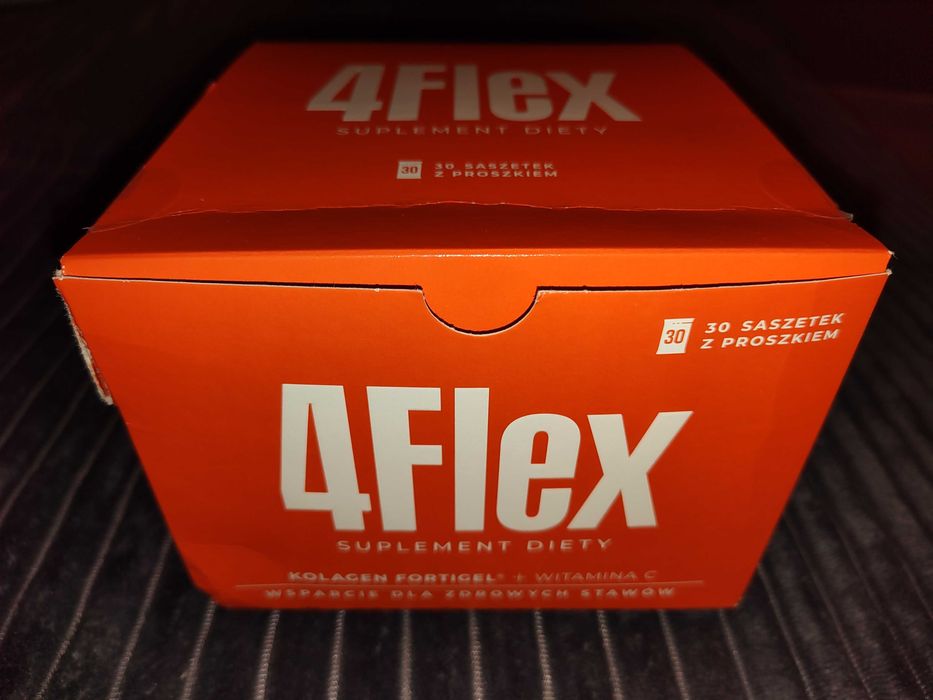 4Flex
SUPLEMENT DIETY
30
30 SASZETEK
Z PROSZKIEM
30
30 SASZETEK
Z PROSZKIEM
4Flex
SUPLEMENT DIETY
KOLAGEN FORTIGEL® + WITAMINA C
WSPARCIE DLA ZDROWYCH STAWÓW